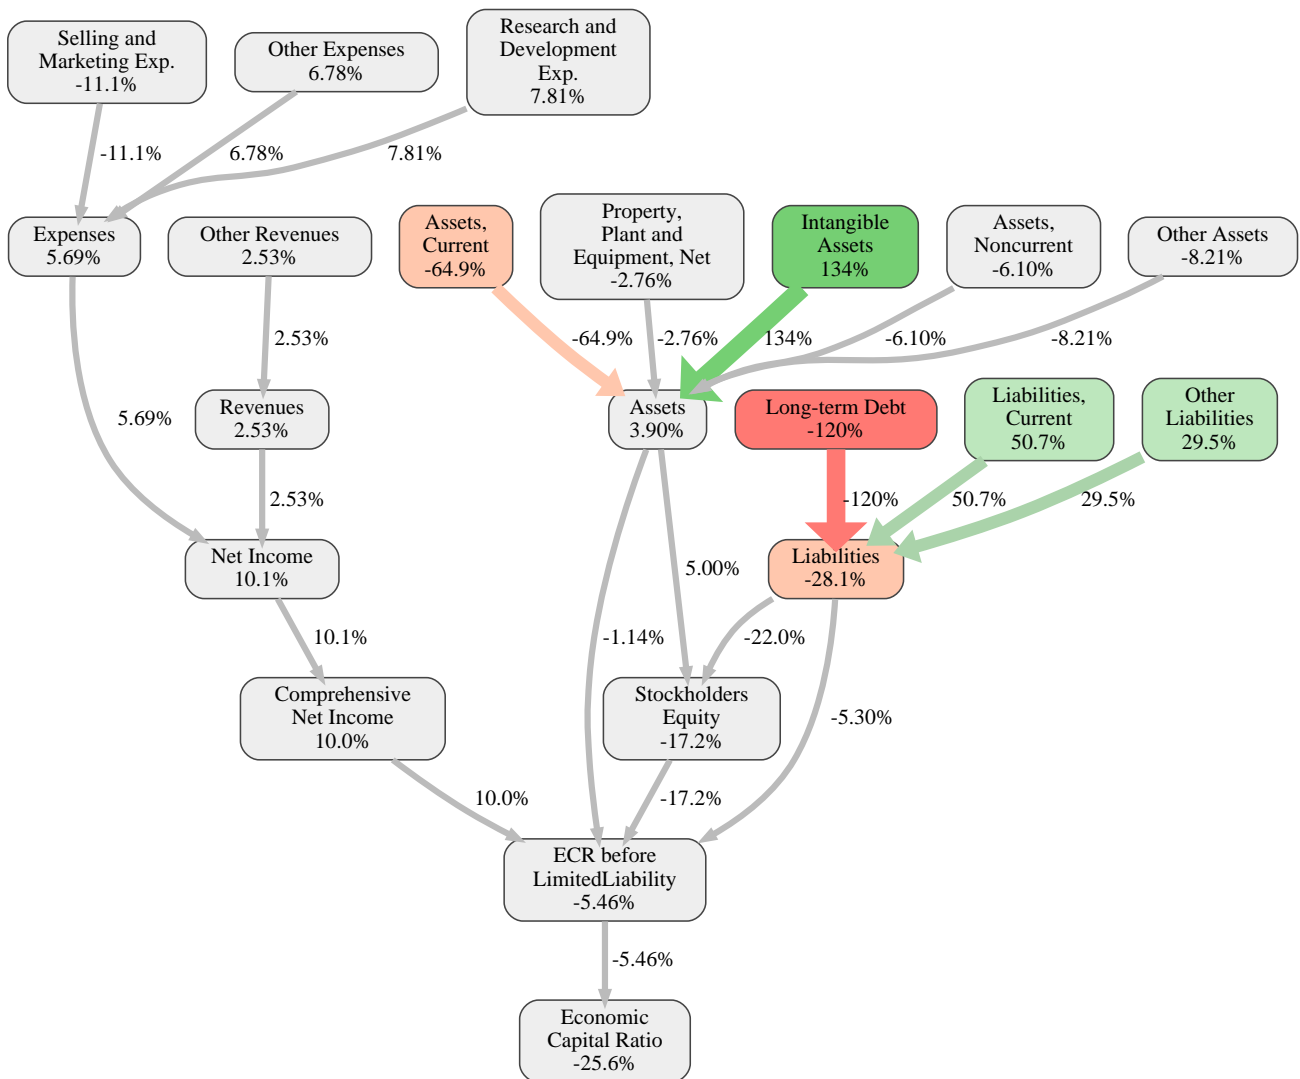 Selling and
Marketing Exp.
-11.1%
Other Expenses
6.78%
Research and
Development
Exp.
7.81%
-11.1%
6.78%
7.81%
Expenses
5.69%
Other Revenues
2.53%
Assets,
Current
-64.9%
Property,
Plant and
Equipment, Net
-2.76%
Intangible
Assets
134%
Assets,
Noncurrent
-6.10%
Other Assets
-8.21%
2.53%
-64.9%
-2.76%
134%
-6.10%
-8.21%
5.69%
Revenues
2.53%
Assets
3.90%
Long-term Debt
-120%
Liabilities,
Current
50.7%
Other
Liabilities
29.5%
2.53%
-120%
50.7%
29.5%
Net Income
10.1%
5.00%
Liabilities
-28.1%
10.1%
-1.14%
-22.0%
Comprehensive
Net Income
10.0%
Stockholders
Equity
-17.2%
-5.30%
10.0%
-17.2%
ECR before
LimitedLiability
-5.46%
-5.46%
Economic
Capital Ratio
-25.6%